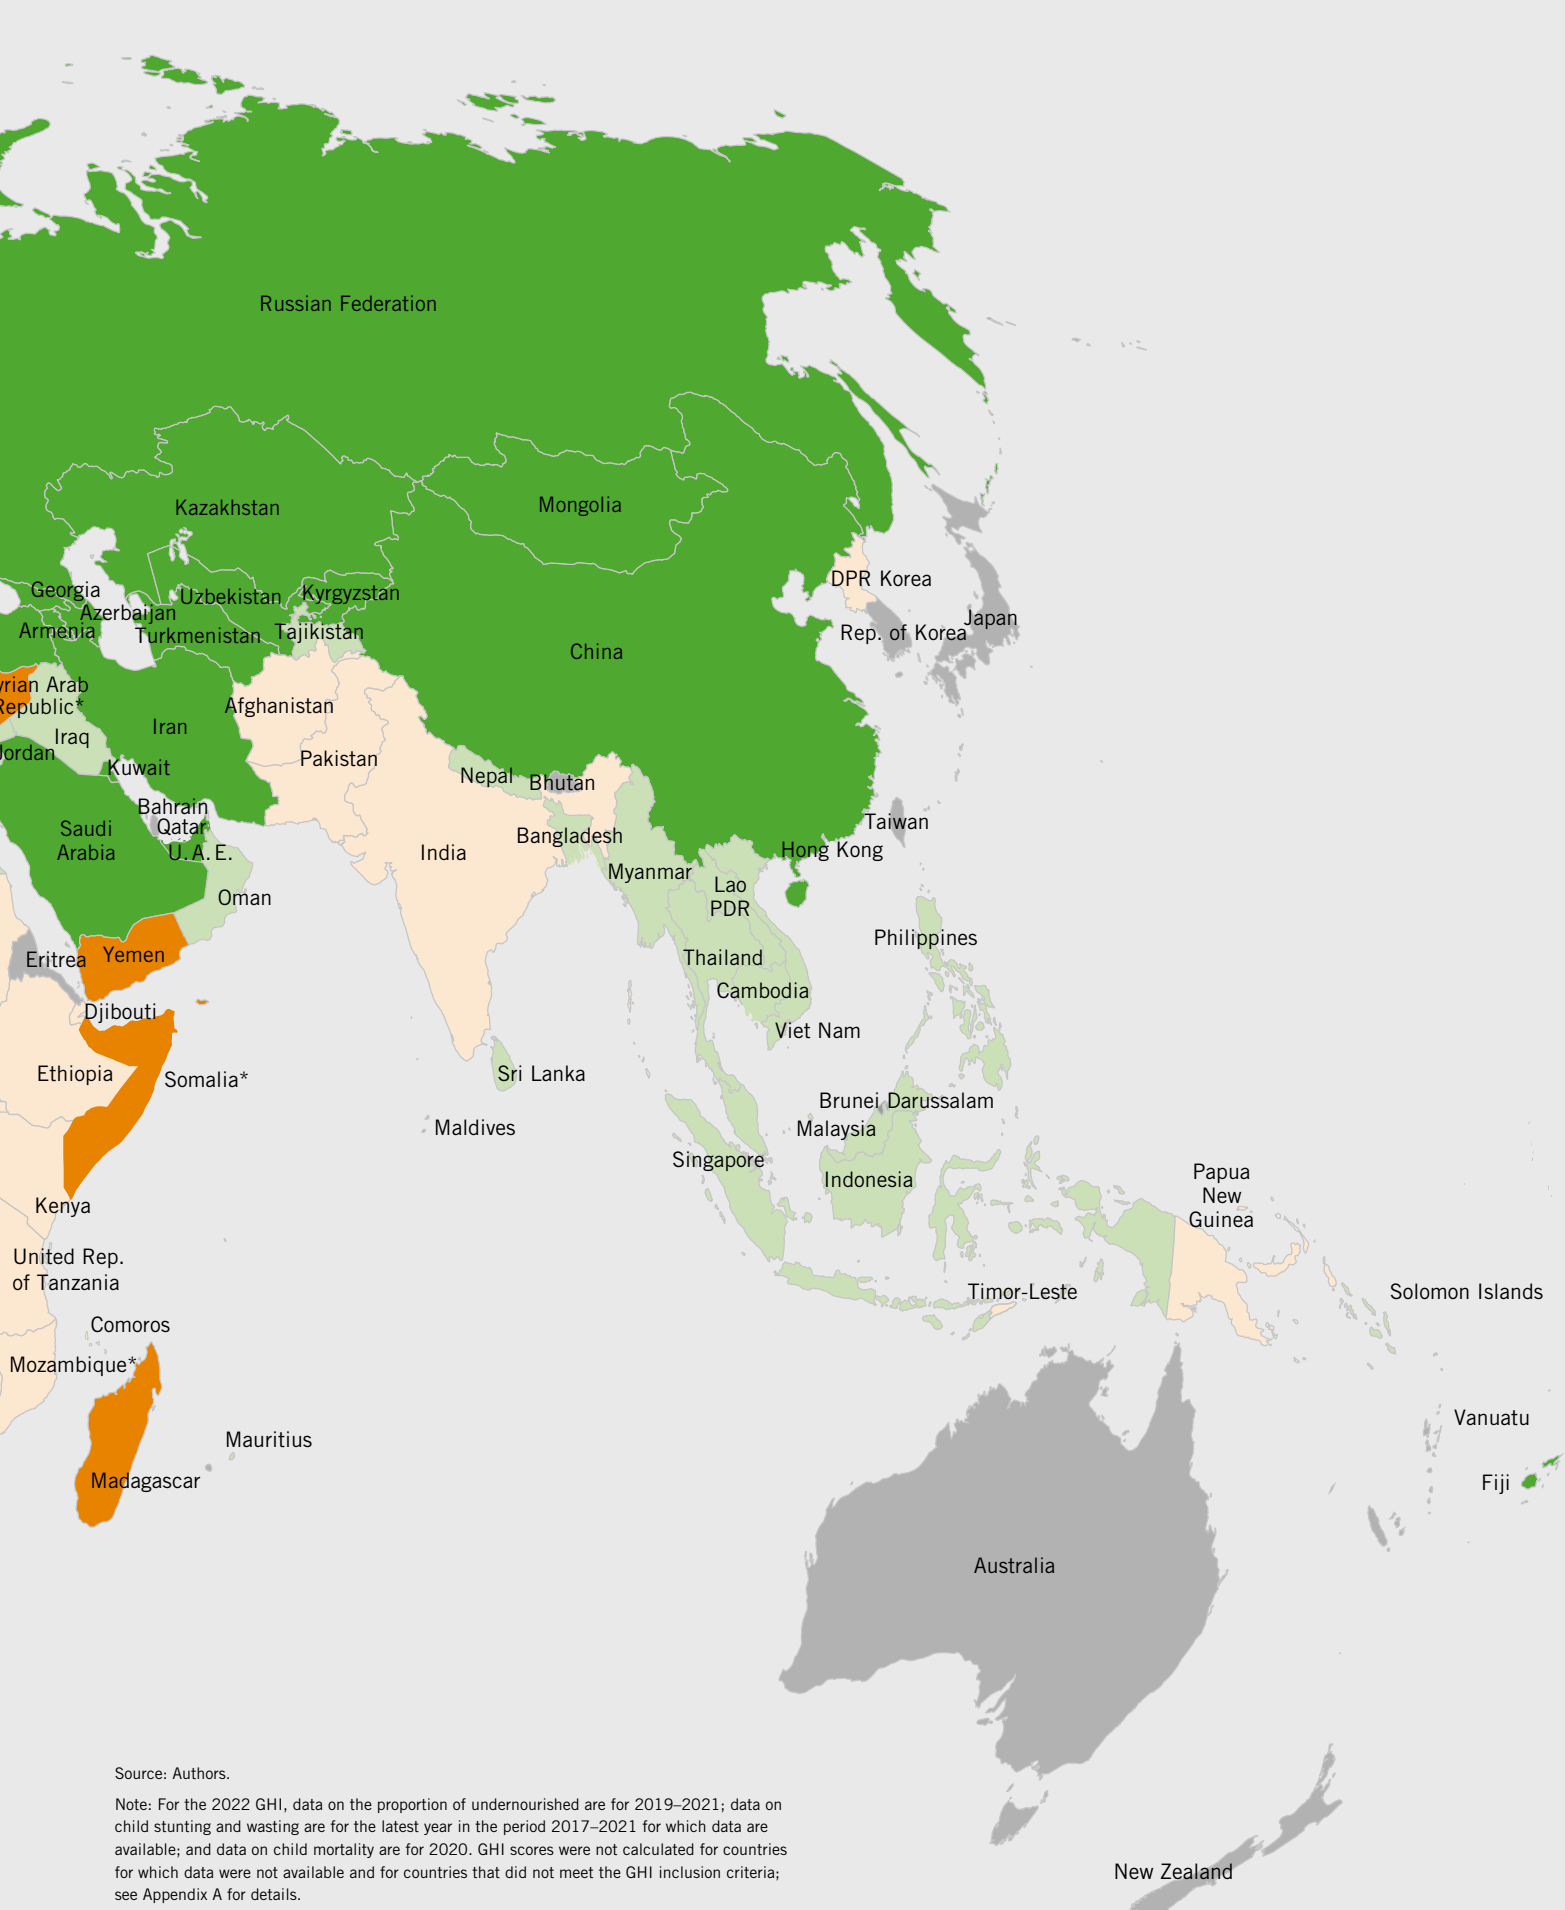 Russian Federation
Kazakhstan
Mongolia
Georgia
Azerbaijan
Armenia
Uzbekistan
Kyrgyzstan
Turkmenistan
Tajikistan
DPR Korea
Rep. of Korea
Japan
China
yrian Arab
Republic*
Afghanistan
Iran
Iraq
Jordan
Kuwait
Pakistan
Nepal
Bhutan
Bahrain
Qatar
Saudi
Arabia
U.A.E.
Bangladesh
India
Taiwan
Hong Kong
Myanmar
Lao
PDR
Oman
Philippines
Eritrea
Yemen
Thailand
Cambodia
Djibouti
Viet Nam
Ethiopia
Somalia*
Sri Lanka
Maldives
Brunei Darussalam
Malaysia
Singapore
Indonesia
Papua
New
Guinea
Kenya
United Rep.
of Tanzania
Timor-Leste
Solomon Islands
Comoros
Mozambique*
Mauritius
Madagascar
Vanuatu
Fiji
Australia
New Zealand
Source: Authors.
Note: For the 2022 GHI, data on the proportion of undernourished are for 2019–2021; data on
child stunting and wasting are for the latest year in the period 2017–2021 for which data are
available; and data on child mortality are for 2020. GHI scores were not calculated for countries
for which data were not available and for countries that did not meet the GHI inclusion criteria;
see Appendix A for details.